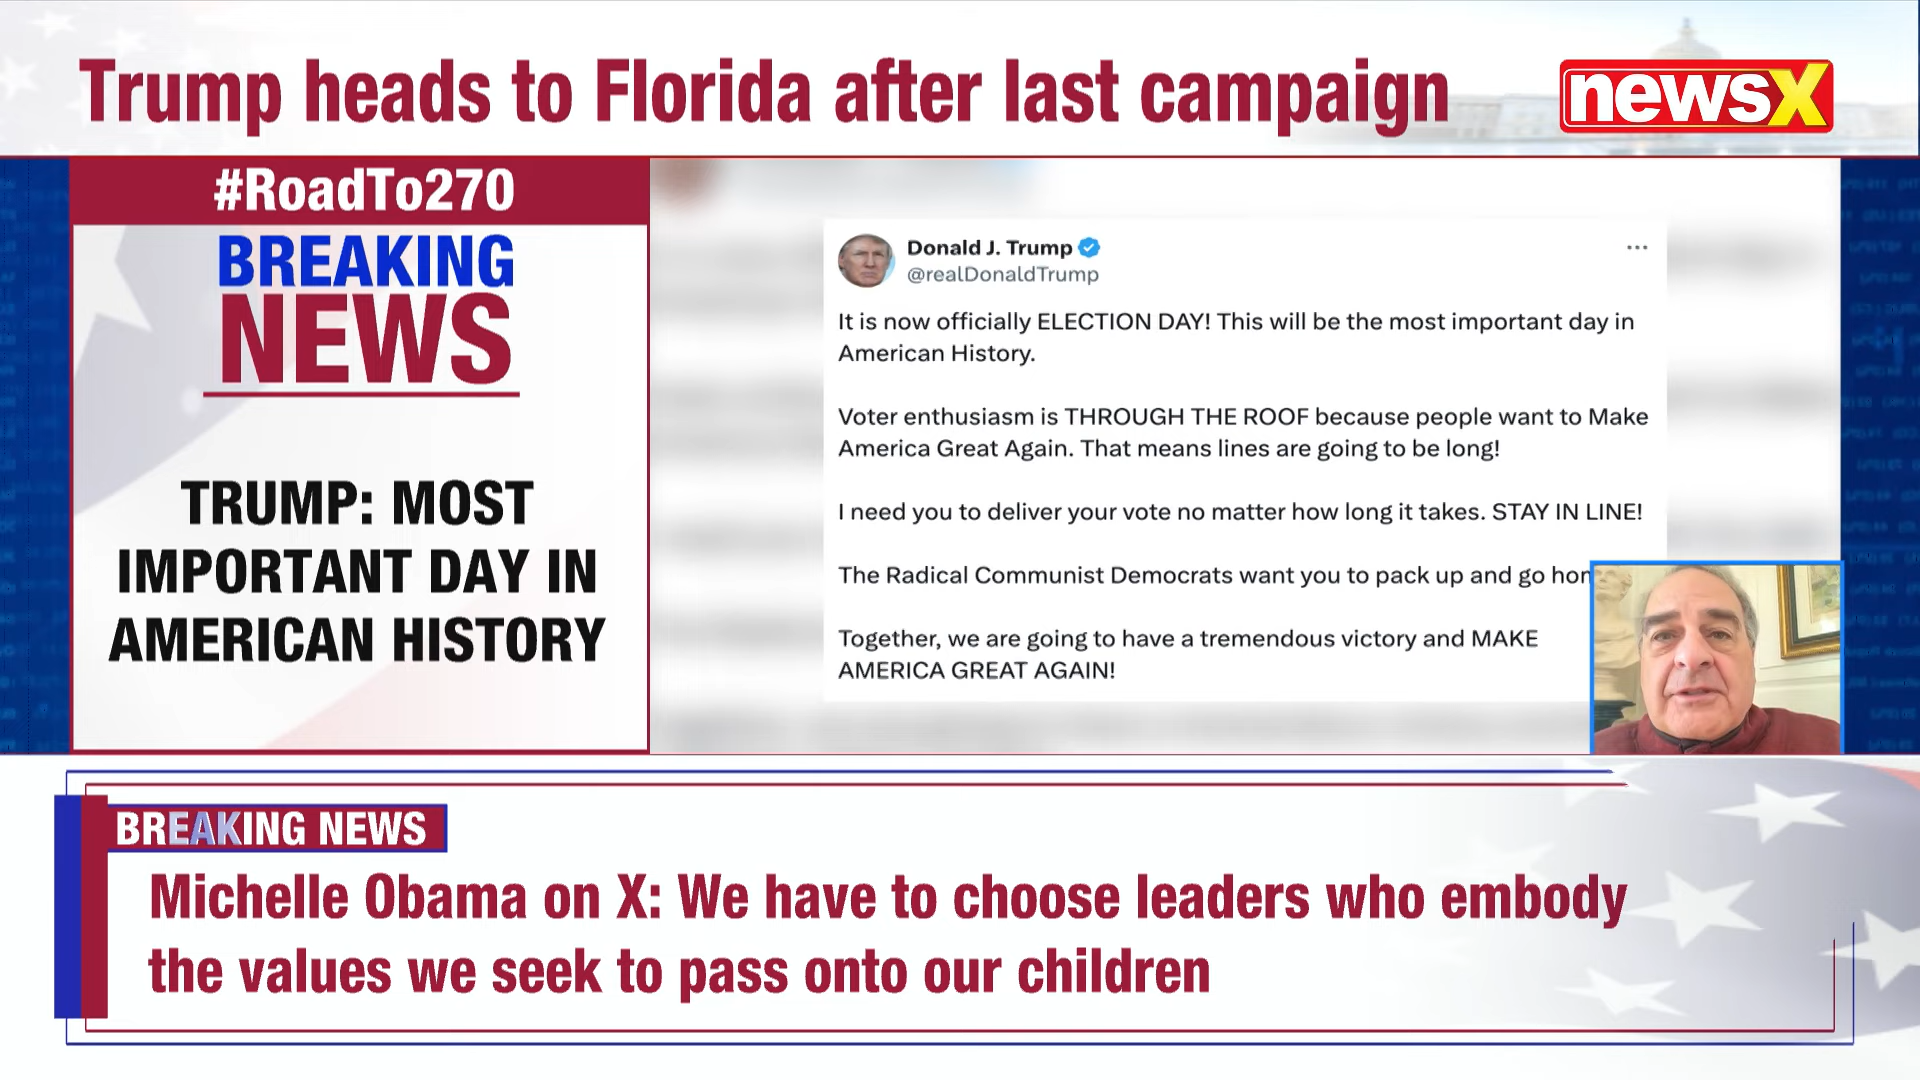 Trump heads to Florida after last campaign
newsX
#RoadTo270
BREAKING
NEWS
TRUMP: MOST
IMPORTANT DAY IN
AMERICAN HISTORY
Donald J. Trump
@realDonaldTrump
It is now officially ELECTION DAY! This will be the most important day in
American History.
Voter enthusiasm is THROUGH THE ROOF because people want to Make
America Great Again. That means lines are going to be long!
I need you to deliver your vote no matter how long it takes. STAY IN LINE!
The Radical Communist Democrats want you to pack up and go
Together, we are going to have a tremendous victory and MAKE
AMERICA GREAT AGAIN!
BREAKING NEWS
Michelle Obama on X: We have to choose leaders who embody
the values we seek to pass onto our children